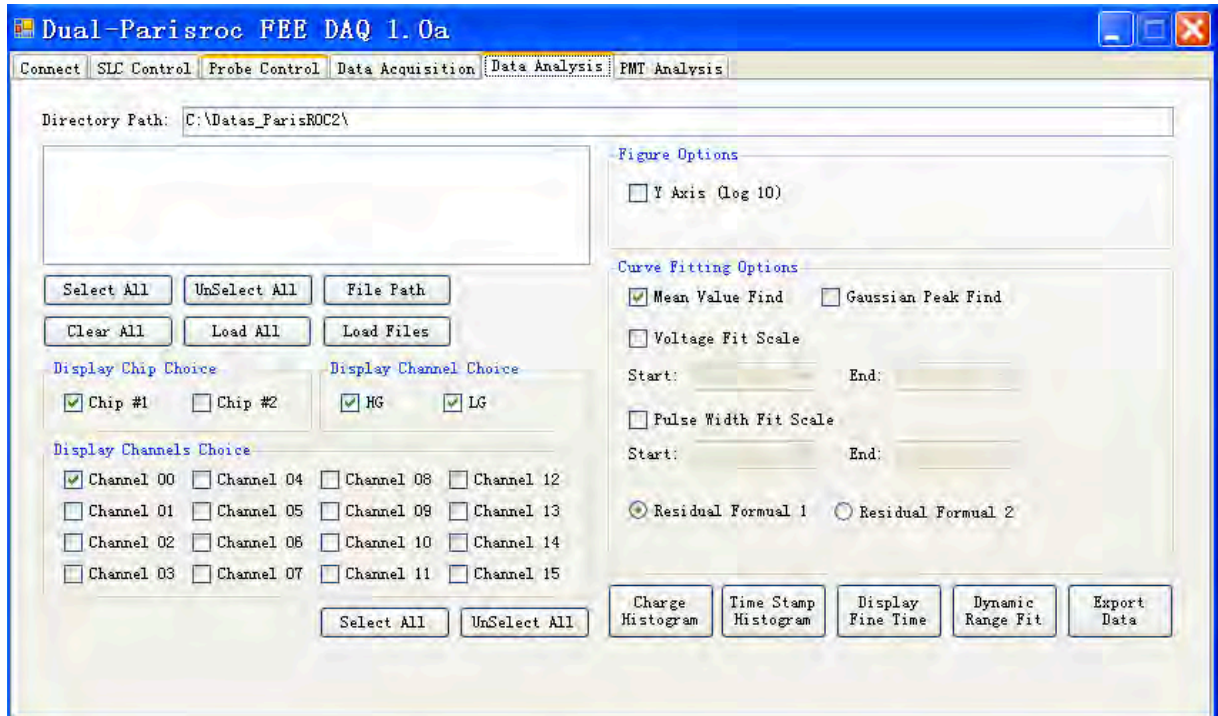 Dual-Parisroc FEE DAQ 1.0a
Connect SLC Control Probe Control Data Acquisition Data Analysis PMT Analysis
Directory Path: C:\Datas_ParisROC2\
Figure Options
Y Axis (log 10)
Curve Fitting Options
Select All UnSelect All File Path
Mean Value Find Gaussian Peak Find
Clear All Load All Load Files
Voltage Fit Scale
Display Chip Choice Display Channel Choice
Start: End:
Chip #1 Chip #2 HG LG
Pulse Width Fit Scale
Display Channels Choice
Start: End:
Channel 00 Channel 04 Channel 08 Channel 12
Channel 01 Channel 05 Channel 09 Channel 13
Residual Formual 1 Residual Formual 2
Channel 02 Channel 06 Channel 10 Channel 14
Channel 03 Channel 07 Channel 11 Channel 15
Select All UnSelect All
Charge Histogram
Time Stamp Histogram
Display Fine Time
Dynamic Range Fit
Export Data